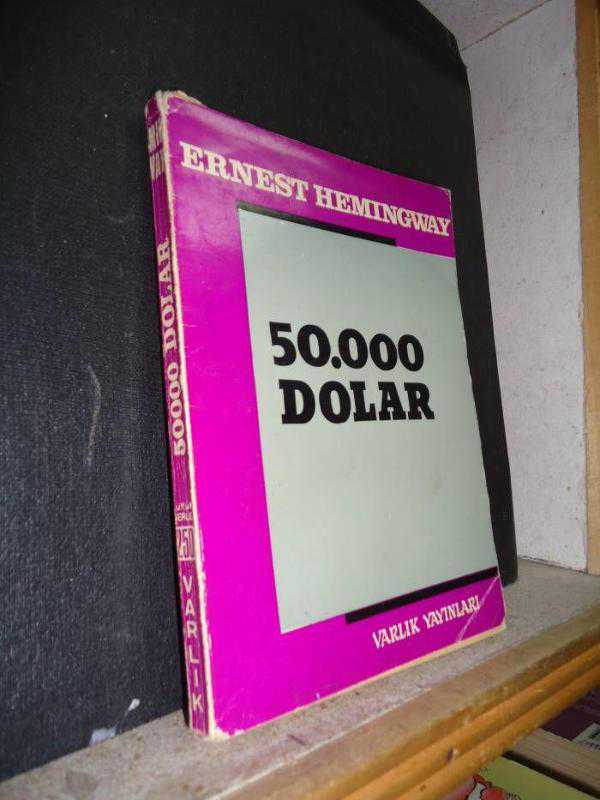 ERNEST HEMINGWAY
50.000
DOLAR
VARLIK YAYINLARI
50000 DOLAR
250
VARLIK